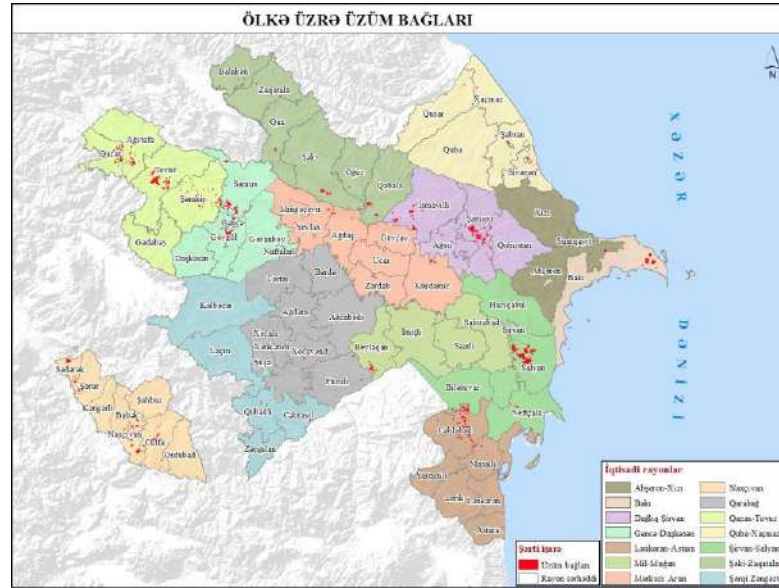 ÖLKƏ ÜZRƏ ÜZÜM BAĞLARI
N
Balakən
Zaqatala
Qax
Şəki
Oğuz
Qəbələ
Qusar
Xaçmaz
Quba
Şabran
Siyəzən
Ağstafa
Qazax
Tovuz
Şəmkir
Gədəbəy
Samux
Gəncə
Göygöl
Daşkəsən
Goranboy
Naftalan
Mingəçevir
Yevlax
Ağdaş
Göyçay
Ucar
Zərdab
Kürdəmir
İsmayıllı
Şamaxı
Ağsu
Qobustan
Xızı
Sumqayıt
Abşeron
Bakı
Xəzər
Dənizi
Kəlbəcər
Laçın
Tərtər
Bərdə
Ağdam
Ağcabədi
Xocalı
Xankəndi
Şuşa
Xocavənd
Füzuli
Qubadlı
Cəbrayıl
Zəngilan
Beyləqan
İmişli
Saatlı
Sabirabad
Hacıqabul
Şirvan
Salyan
Biləsuvar
Neftçala
Cəlilabad
Masallı
Yardımlı
Lerik
Lənkəran
Astara
Sədərək
Şərur
Kəngərli
Babək
Şahbuz
Naxçıvan
Culfa
Ordubad
Şərti işarə
Üzüm bağları
Rayon sərhəddi
İqtisadi rayonlar
Abşeron-Xızı
Bakı
Dağlıq Şirvan
Gəncə-Daşkəsən
Lənkəran-Astara
Mil-Muğan
Mərkəzi Aran
Naxçıvan
Qarabağ
Qazax-Tovuz
Quba-Xaçmaz
Şirvan-Salyan
Şəki-Zaqatala